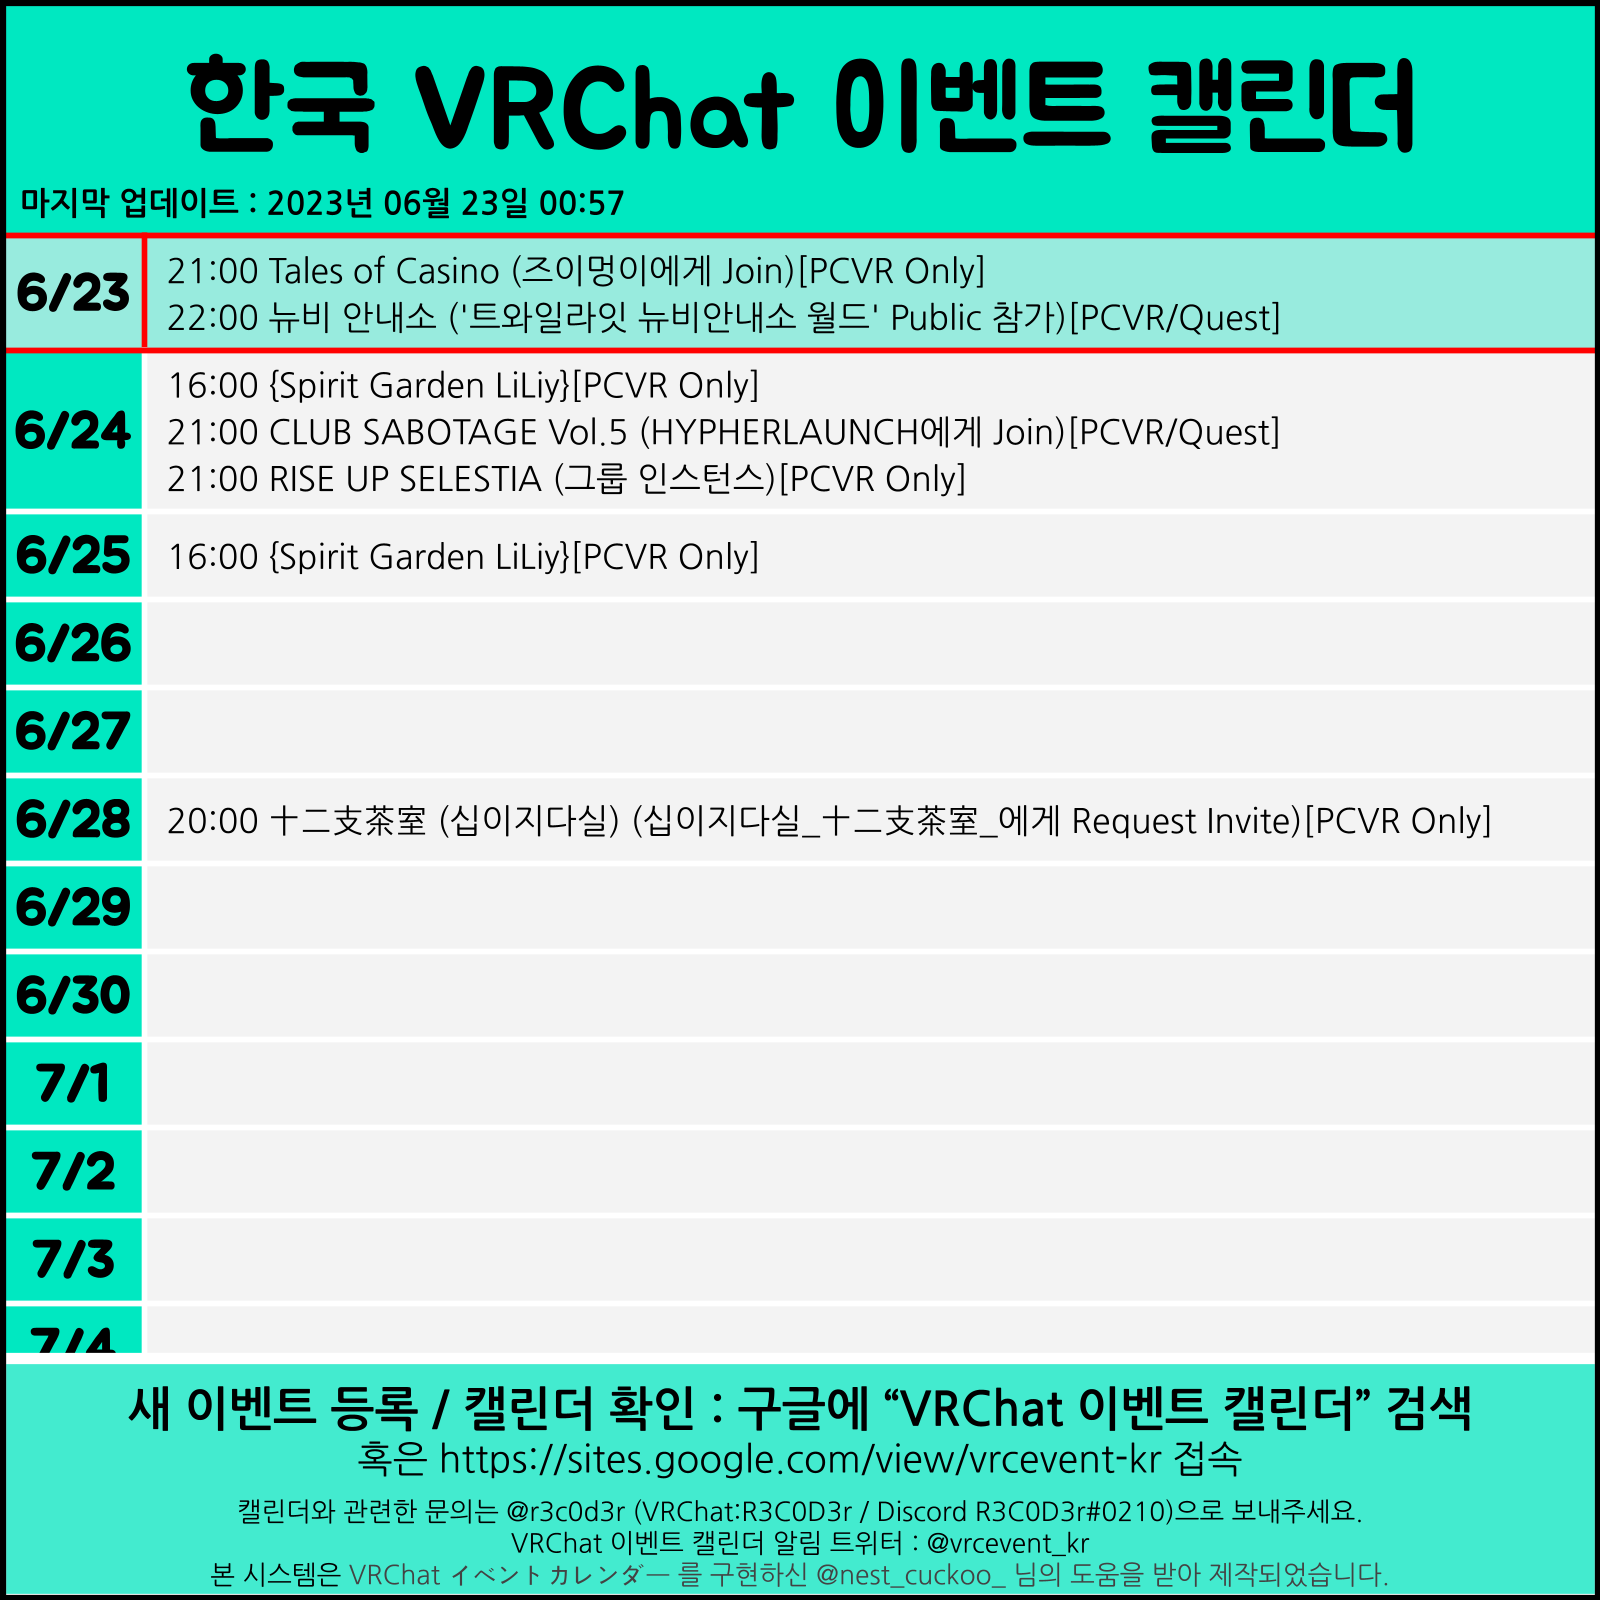 한국 VRChat 이벤트 캘린더
마지막 업데이트 : 2023년 06월 23일 00:57
6/23
21:00 Tales of Casino (즈이멍이에게 Join)[PCVR Only]
22:00 뉴비 안내소 ('트와일라잇 뉴비안내소 월드' Public 참가)[PCVR/Quest]
6/24
16:00 {Spirit Garden LiLiy}[PCVR Only]
21:00 CLUB SABOTAGE Vol.5 (HYPHERLAUNCH에게 Join)[PCVR/Quest]
21:00 RISE UP SELESTIA (그룹 인스턴스)[PCVR Only]
6/25
16:00 {Spirit Garden LiLiy}[PCVR Only]
6/26
6/27
6/28
20:00 十二支茶室 (십이지다실) (십이지다실_十二支茶室_에게 Request Invite)[PCVR Only]
6/29
6/30
7/1
7/2
7/3
7/4
새 이벤트 등록 / 캘린더 확인 : 구글에 “VRChat 이벤트 캘린더” 검색
혹은 https://sites.google.com/view/vrcevent-kr 접속
캘린더와 관련한 문의는 @r3c0d3r (VRChat:R3C0D3r / Discord R3C0D3r#0210)으로 보내주세요.
VRChat 이벤트 캘린더 알림 트위터 : @vrcevent_kr
본 시스템은 VRChat イベントカレンダー 를 구현하신 @nest_cuckoo_ 님의 도움을 받아 제작되었습니다.